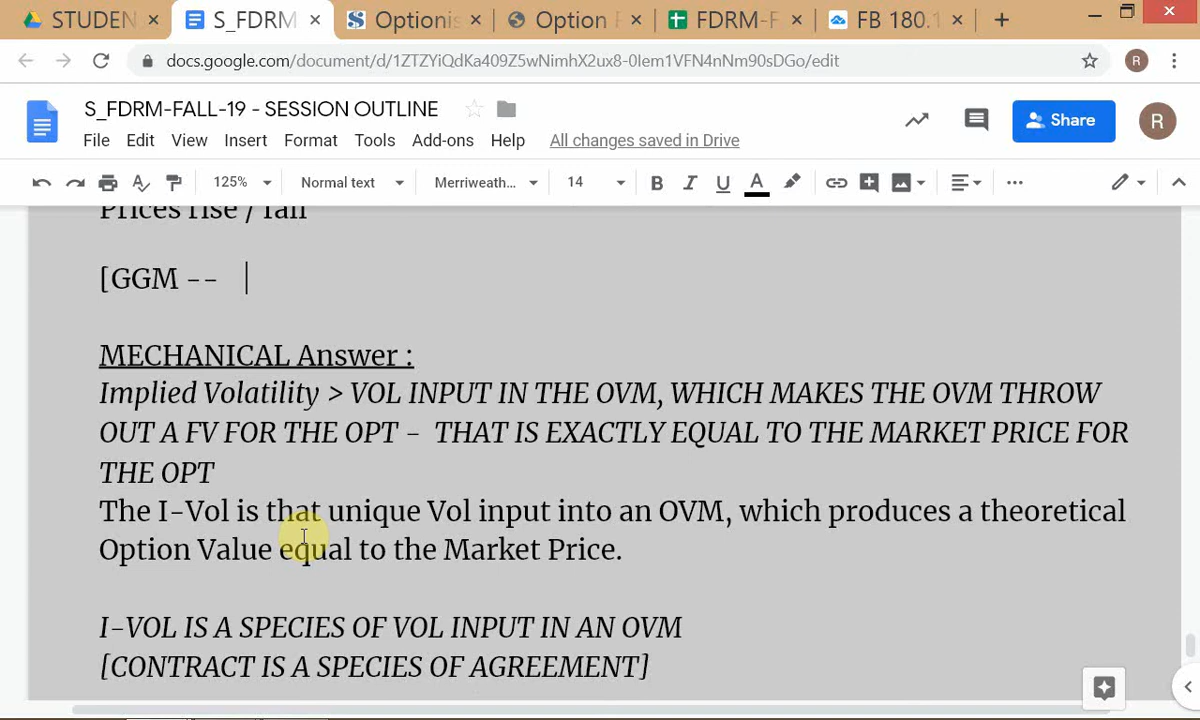 STUDEN
S_FDRM
Optionis
Option
FDRM-F
FB 180.1
docs.google.com/document/d/1ZTZYiQdKa409Z5wNimhX2ux8-0Iem1VFN4nNm90sDGo/edit
R
S_FDRM-FALL-19 - SESSION OUTLINE
File Edit View Insert Format Tools Add-ons Help All changes saved in Drive
Share
R
125% Normal text Merriweath... 14 B I U A
Prices rise / fall
[GGM --
MECHANICAL Answer :
Implied Volatility > VOL INPUT IN THE OVM, WHICH MAKES THE OVM THROW
OUT A FV FOR THE OPT - THAT IS EXACTLY EQUAL TO THE MARKET PRICE FOR
THE OPT
The I-Vol is that unique Vol input into an OVM, which produces a theoretical
Option Value equal to the Market Price.
I-VOL IS A SPECIES OF VOL INPUT IN AN OVM
[CONTRACT IS A SPECIES OF AGREEMENT]